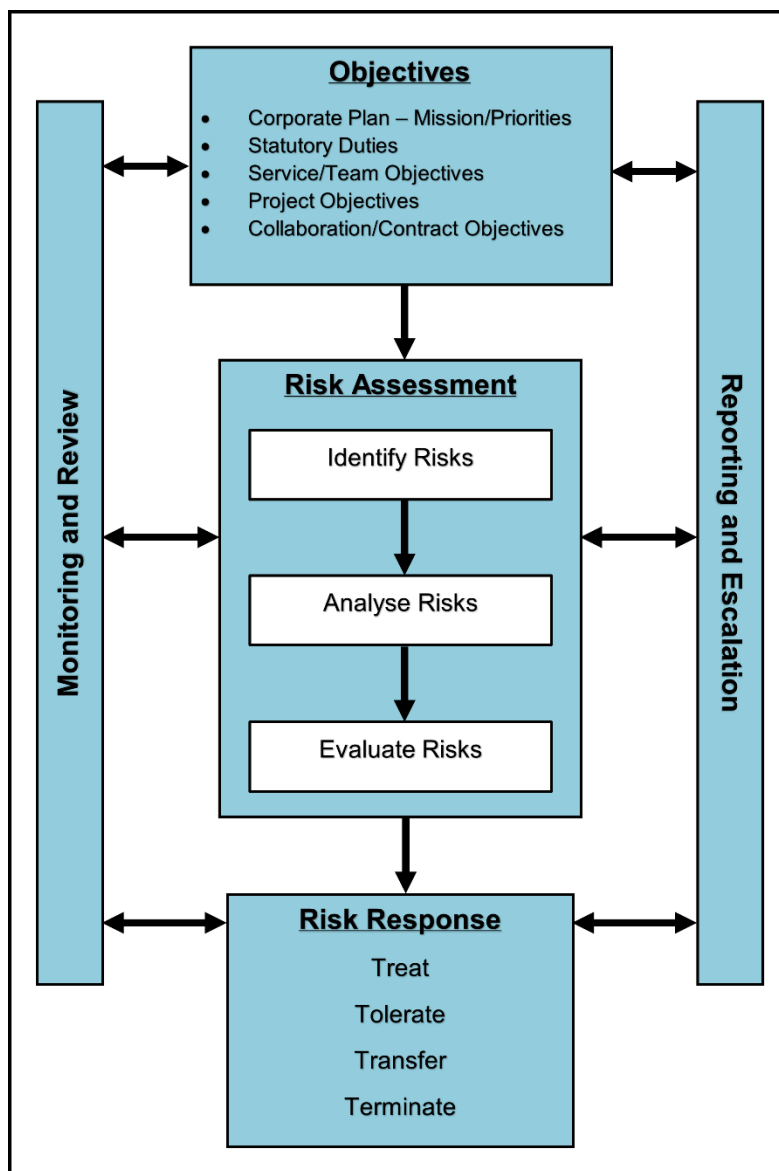 Objectives
• Corporate Plan – Mission/Priorities
• Statutory Duties
• Service/Team Objectives
• Project Objectives
• Collaboration/Contract Objectives
Monitoring and Review
Risk Assessment
Identify Risks
Analyse Risks
Evaluate Risks
Reporting and Escalation
Risk Response
Treat
Tolerate
Transfer
Terminate